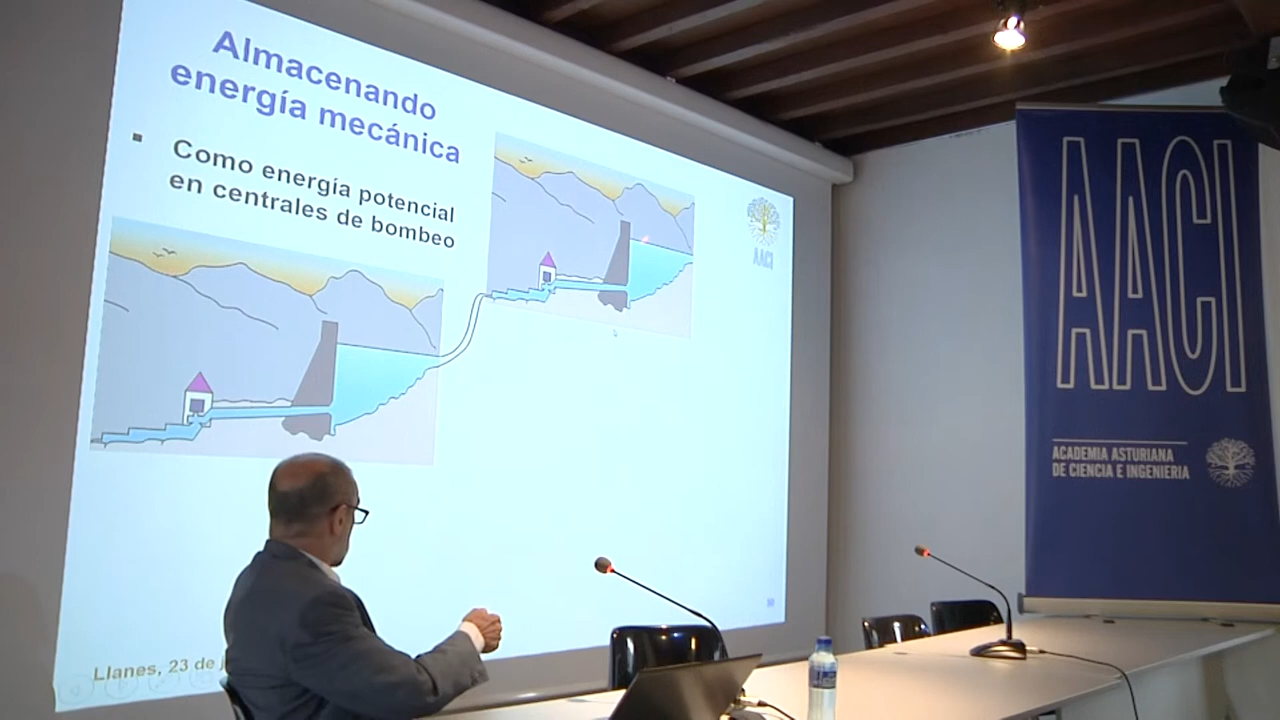 Almacenando
energía mecánica
▪ Como energía potencial
en centrales de bombeo
AACI
Llanes, 23 de
AACI
ACADEMIA ASTURIANA
DE CIENCIA E INGENIERIA